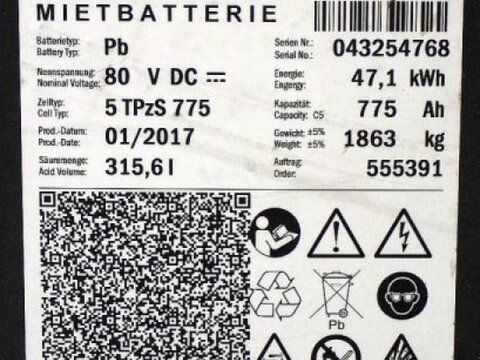 MIETBATTERIE
Batterietyp: Pb Serien Nr.: 043254768
Battery Typ: Serial No.:
Nennspannung: 80 V DC Energie: 47,1 kWh
Nominal Voltage: Engergy:
Zelltyp: 5 TPzS 775 Kapazität: 775 Ah
Cell Typ: Capacity: C5
Prod.-Datum: 01/2017 Gewicht: ±5% 1863 kg
Prod.-Date: Weight: ±5%
Säuremenge: 315,6 l Auftrag: 555391
Acid Volume: Order:
Pb